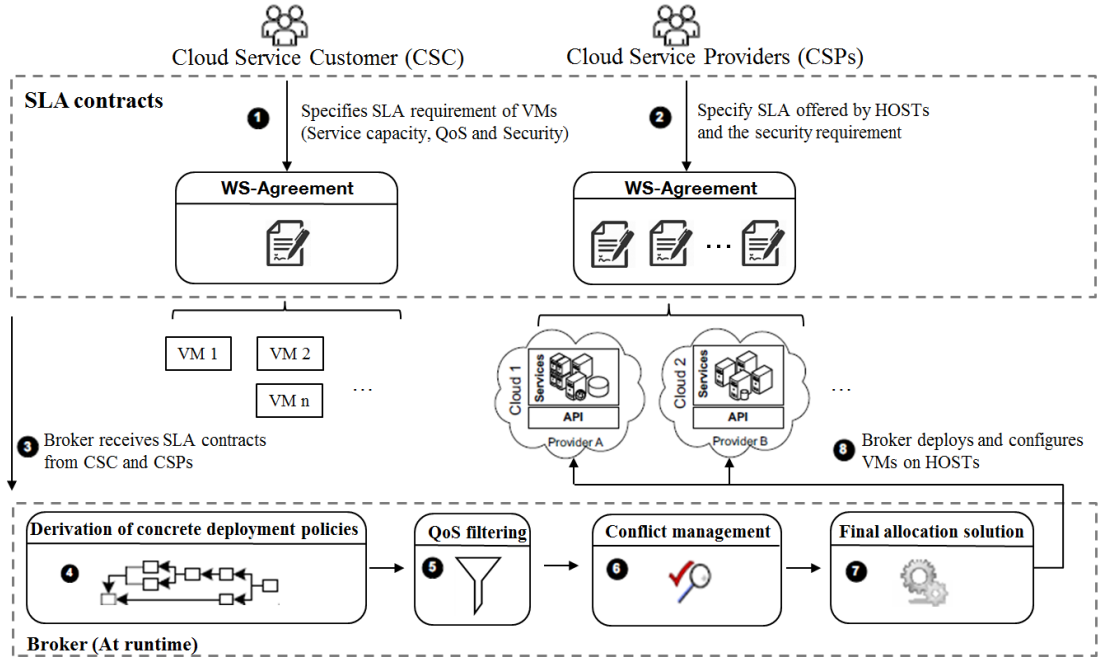 Cloud Service Customer (CSC)
Cloud Service Providers (CSPs)
SLA contracts
1
Specifies SLA requirement of VMs
(Service capacity, QoS and Security)
2
Specify SLA offered by HOSTs
and the security requirement
WS-Agreement
WS-Agreement
...
VM 1
VM 2
VM n
...
Cloud 1
Services
API
Provider A
Cloud 2
Services
API
Provider B
...
3
Broker receives SLA contracts
from CSC and CSPs
8
Broker deploys and configures
VMs on HOSTs
Derivation of concrete deployment policies
4
QoS filtering
5
Conflict management
6
Final allocation solution
7
Broker (At runtime)